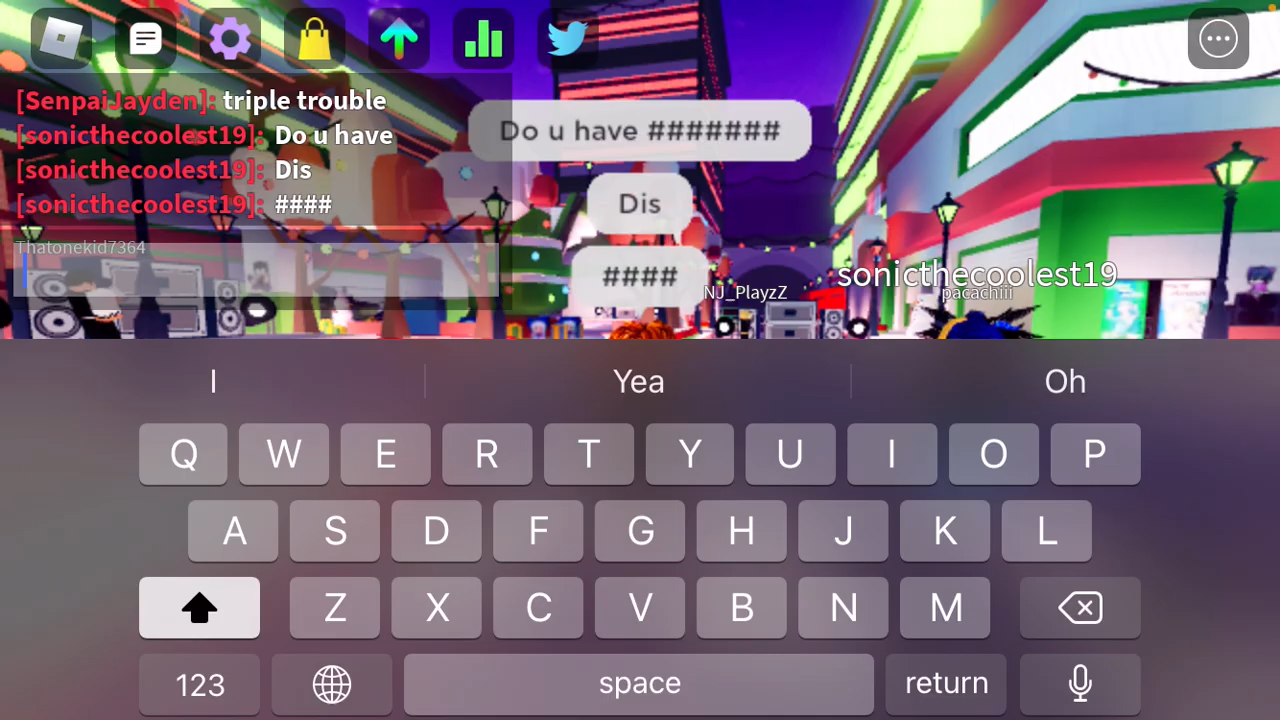 [SenpaiJayden]: triple trouble
[sonicthecoolest19]: Do u have
[sonicthecoolest19]: Dis
[sonicthecoolest19]: ####
Thatonekid7364
Do u have #######
Dis
####
NJ_PlayzZ
sonicthecoolest19
pacachiii
I Yea Oh
Q W E R T Y U I O P
A S D F G H J K L
Z X C V B N M
123 space return